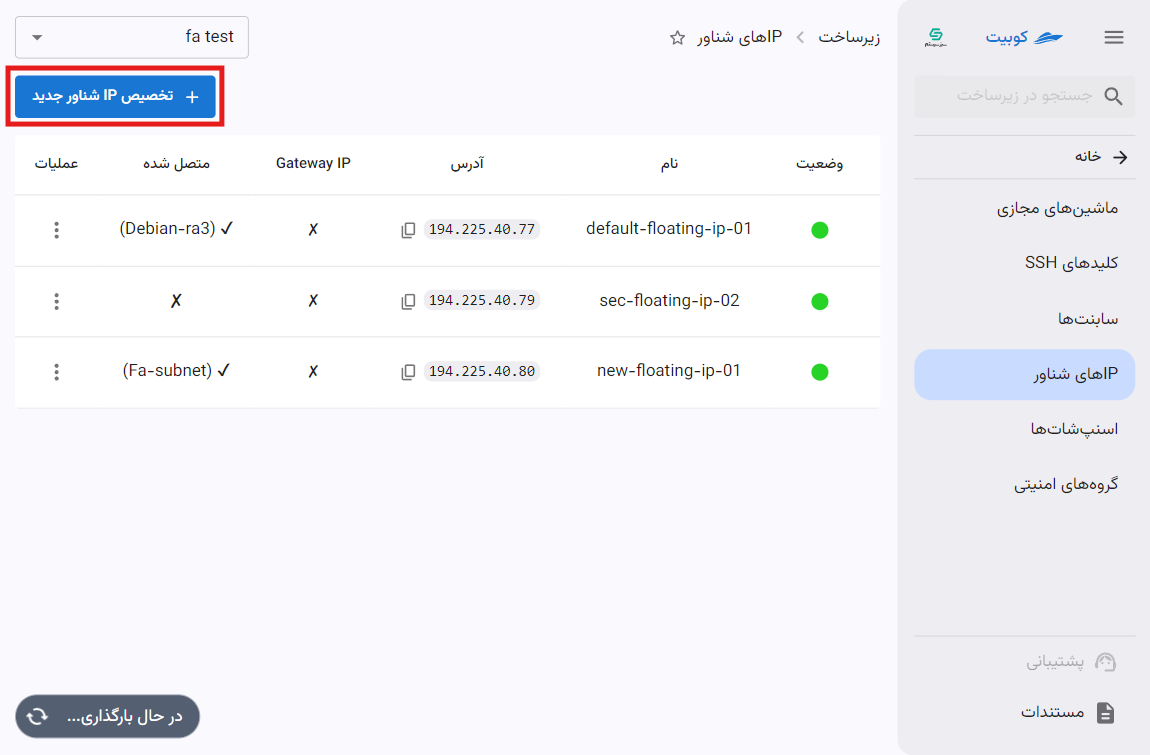 کوبیت
جستجو در زیرساخت
خانه
ماشین‌های مجازی
کلیدهای SSH
سابنت‌ها
IPهای شناور
اسنپ‌شات‌ها
گروه‌های امنیتی
پشتیبانی
مستندات
زیرساخت
IPهای شناور
fa test
تخصیص IP شناور جدید
وضعیت نام آدرس Gateway IP متصل شده عملیات
default-floating-ip-01 194.225.40.77 ✗ ✓ (Debian-ra3)
sec-floating-ip-02 194.225.40.79 ✗ ✗
new-floating-ip-01 194.225.40.80 ✗ ✓ (Fa-subnet)
در حال بارگذاری...